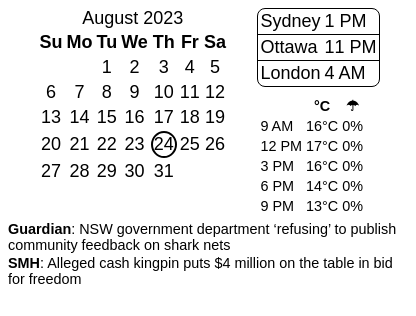 August 2023
Su Mo Tu We Th Fr Sa
1 2 3 4 5
6 7 8 9 10 11 12
13 14 15 16 17 18 19
20 21 22 23 24 25 26
27 28 29 30 31
Sydney 1 PM
Ottawa 11 PM
London 4 AM
°C ☂
9 AM 16°C 0%
12 PM 17°C 0%
3 PM 16°C 0%
6 PM 14°C 0%
9 PM 13°C 0%
Guardian: NSW government department ‘refusing’ to publish
community feedback on shark nets
SMH: Alleged cash kingpin puts $4 million on the table in bid
for freedom